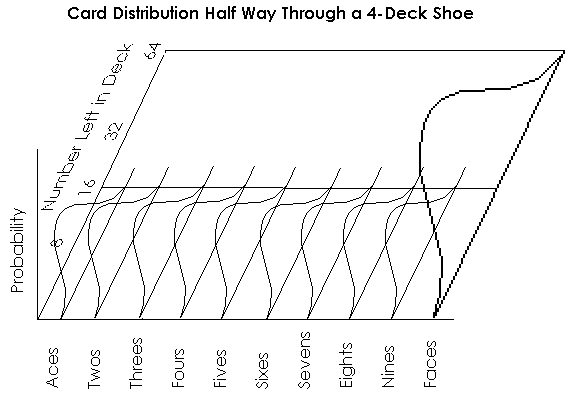 Card Distribution Half Way Through a 4-Deck Shoe
Probability
Number Left in Deck
8
16
32
64
Aces
Twos
Threes
Fours
Fives
Sixes
Sevens
Eights
Nines
Faces